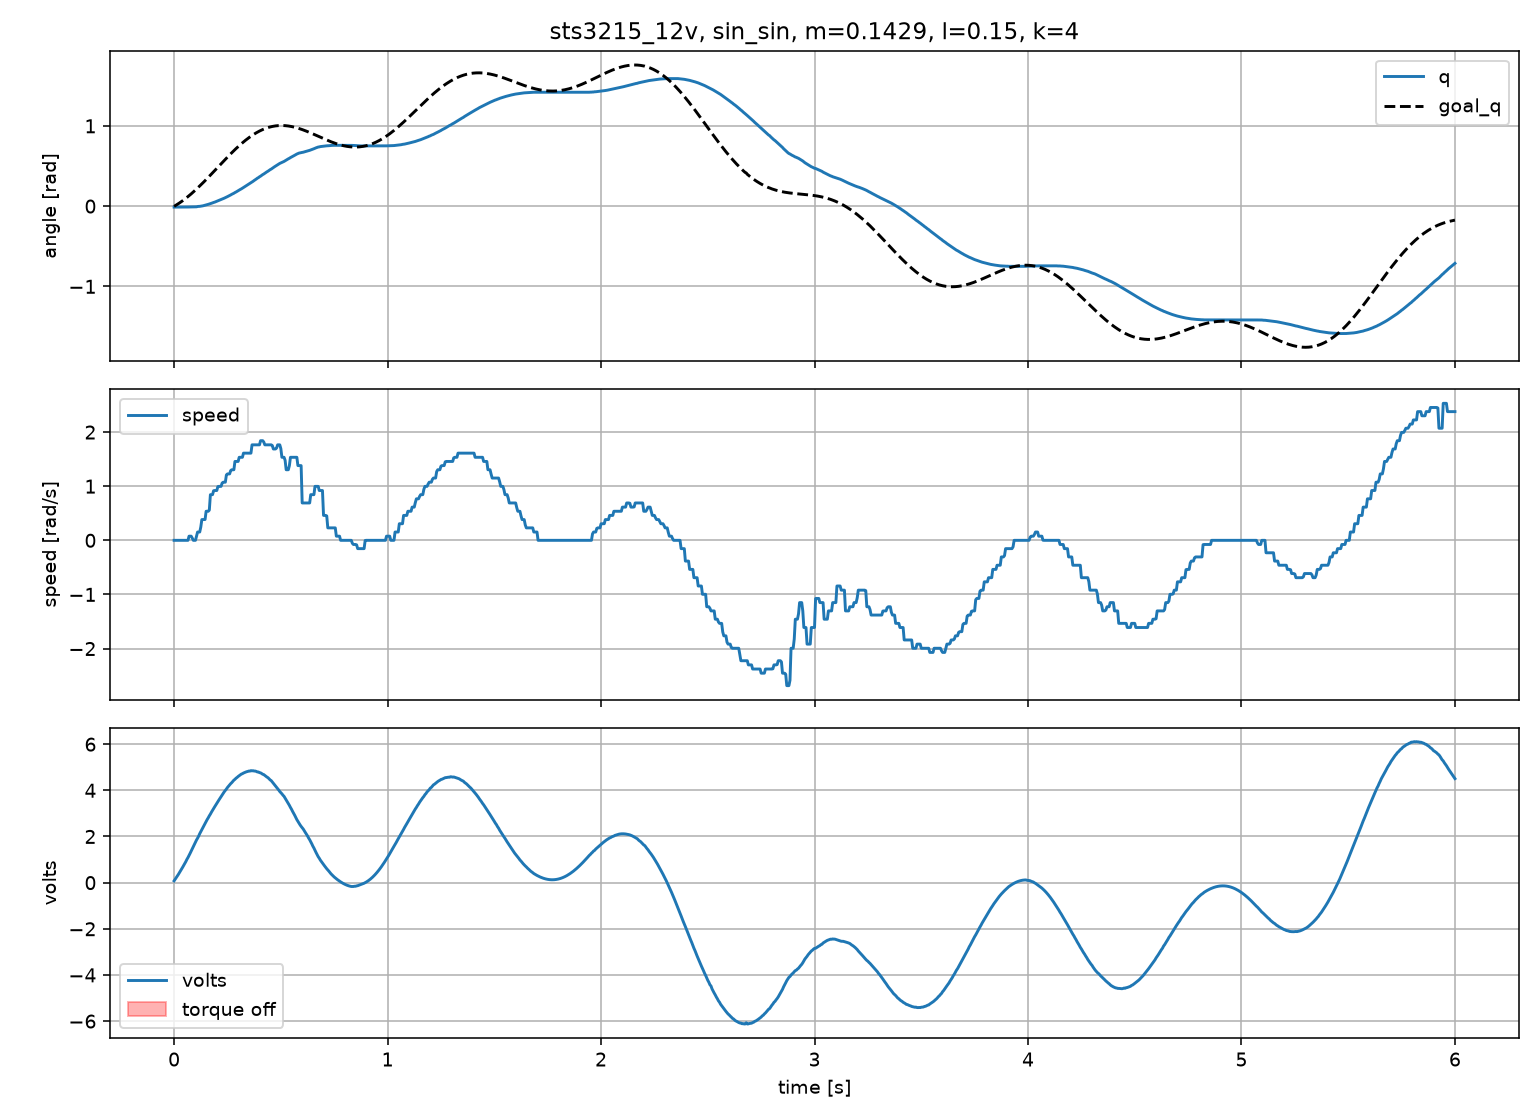 sts3215_12v, sin_sin, m=0.1429, l=0.15, k=4
q
goal_q
angle [rad]
1
0
−1
speed
speed [rad/s]
2
1
0
−1
−2
volts
6
4
2
0
−2
−4
−6
volts
torque off
0 1 2 3 4 5 6
time [s]